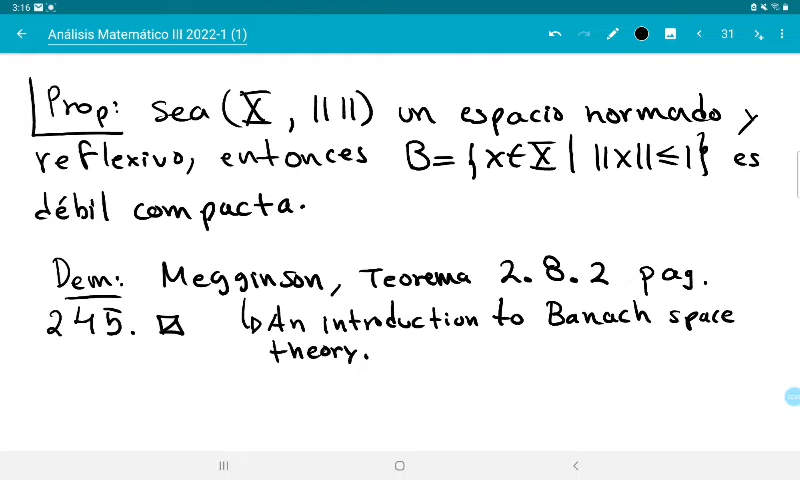 3:16
Análisis Matemático III 2022-1 (1)
31
Prop: sea (X, || ||) un espacio normado y
reflexivo, entonces B={x∈X | ||x||≤1} es
débil compacta.
Dem: Megginson, Teorema 2.8.2 pag.
245. ↳ An introduction to Banach space
theory.